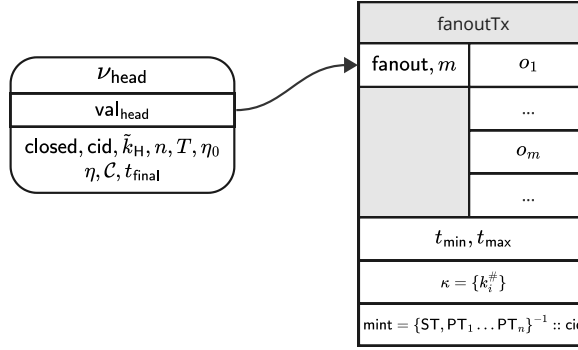 fanoutTx
ν_head
val_head
closed, cid, k̃_H, n, T, η_0
η, 𝒞, t_final
fanout, m
o_1
...
o_m
...
t_min, t_max
κ = {k_i^#}
mint = {ST, PT_1 … PT_n}^−1 :: cid